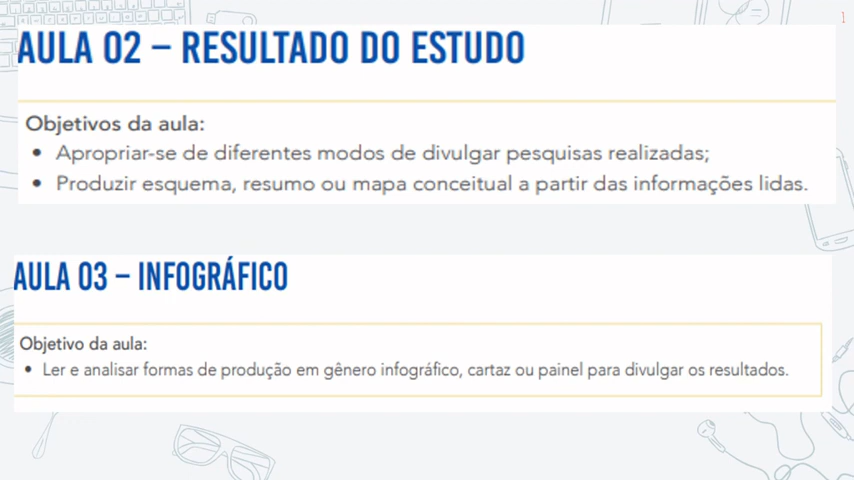 1
AULA 02 – RESULTADO DO ESTUDO
Objetivos da aula:
• Apropriar-se de diferentes modos de divulgar pesquisas realizadas;
• Produzir esquema, resumo ou mapa conceitual a partir das informações lidas.
AULA 03 – INFOGRÁFICO
Objetivo da aula:
• Ler e analisar formas de produção em gênero infográfico, cartaz ou painel para divulgar os resultados.